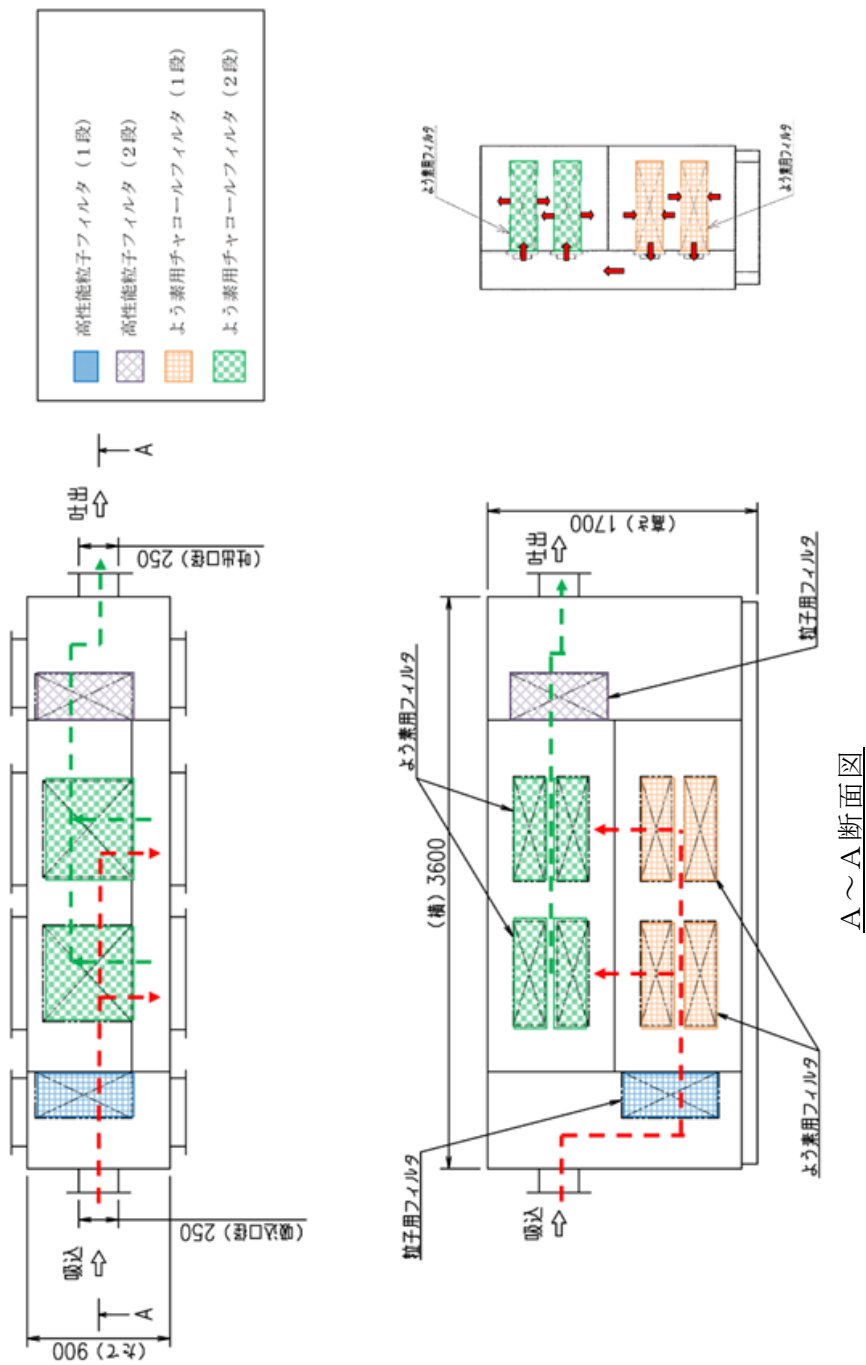 高性能粒子フィルタ（１段）
高性能粒子フィルタ（２段）
よう素用チャコールフィルタ（１段）
よう素用チャコールフィルタ（２段）
(たて) 900
A
吸込
(吸込口径) 250
(吐出口径) 250
吐出
A
よう素用フィルタ
よう素用フィルタ
粒子用フィルタ
吸込
(横) 3600
よう素用フィルタ
よう素用フィルタ
粒子用フィルタ
吐出
(高さ) 1700
A～A断面図